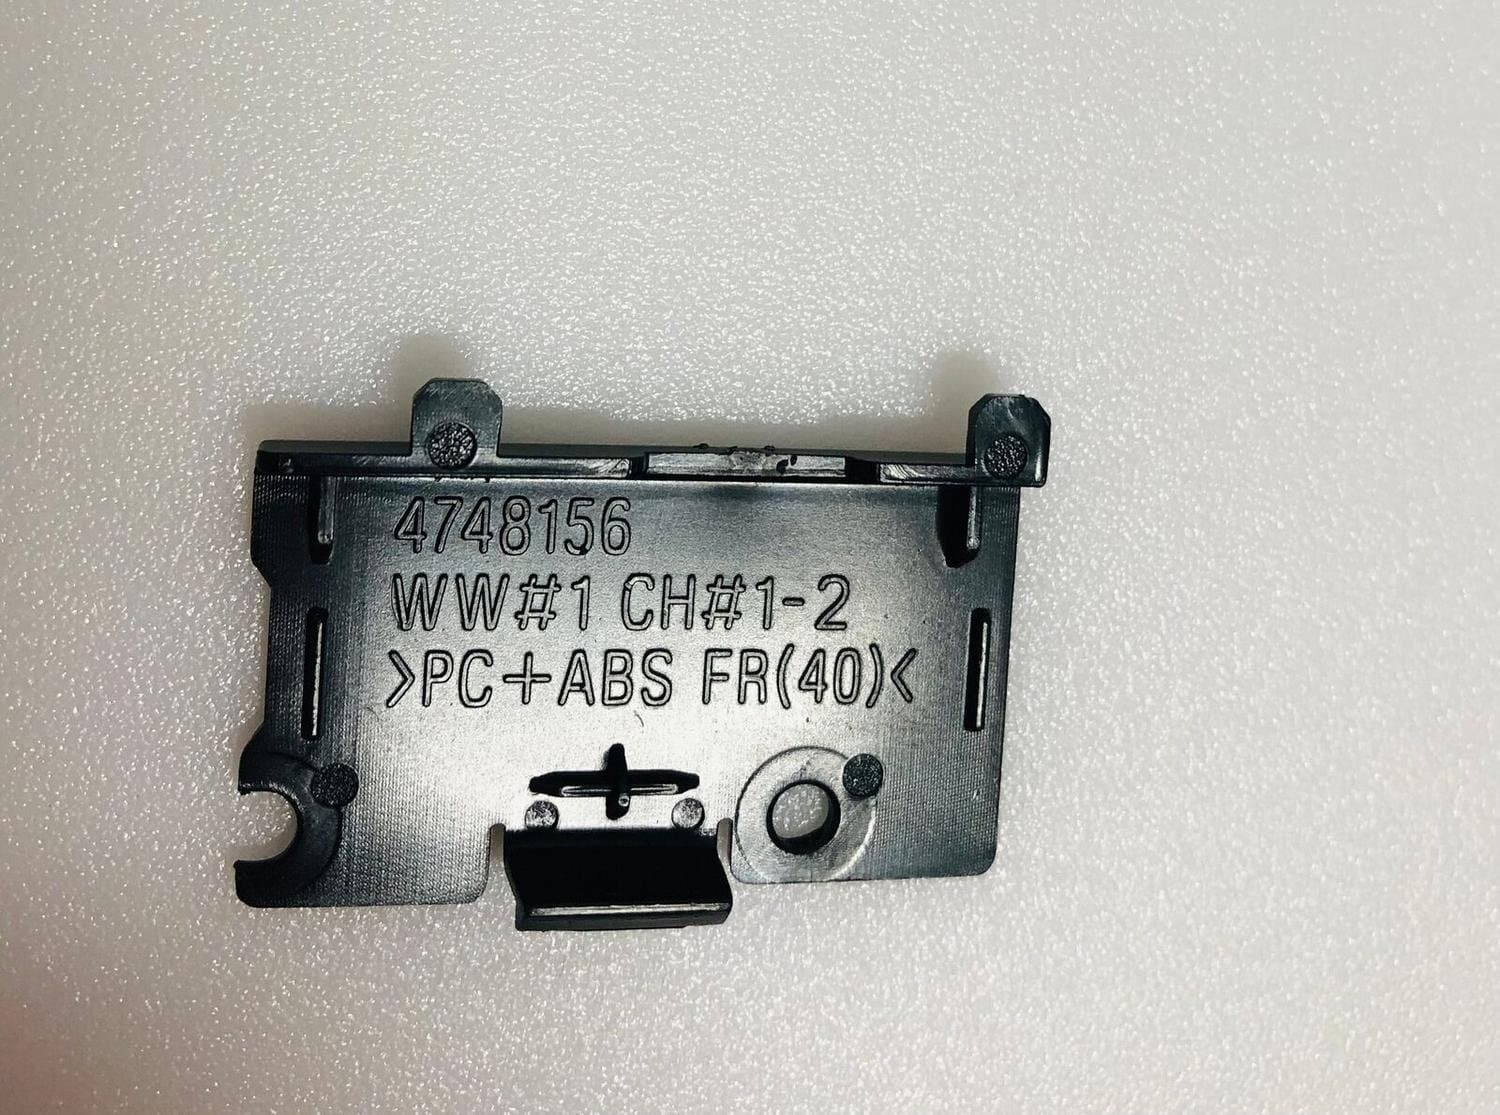 4748156
WW#1 CH#1-2
>PC+ABS FR(40)<